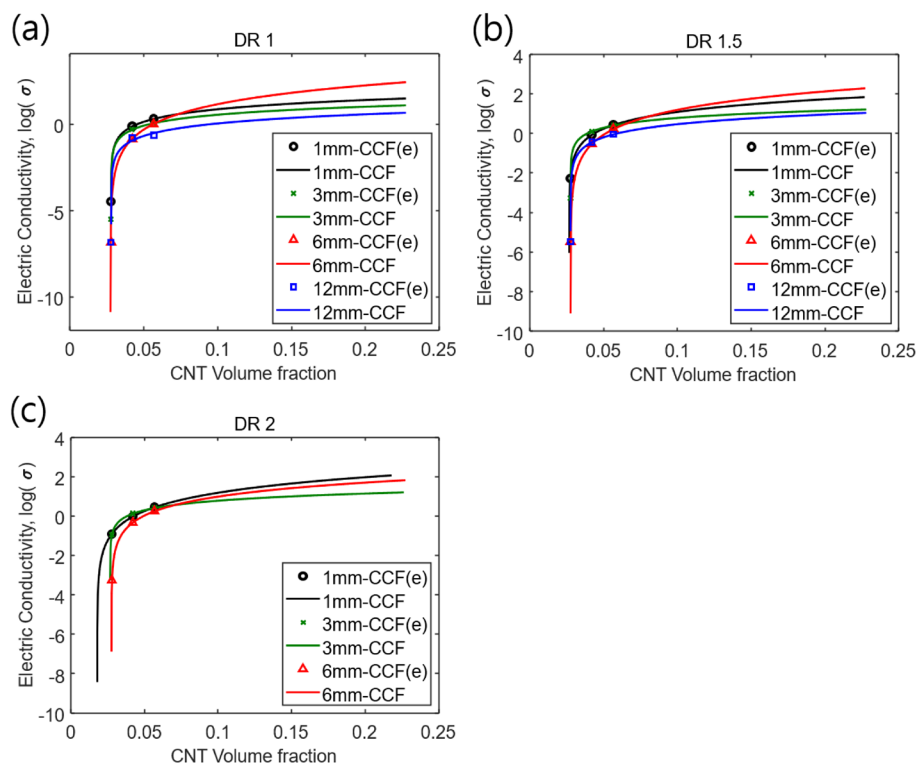 (a)
DR 1
Electric Conductivity, log( σ)
0
-5
-10
1mm-CCF(e)
1mm-CCF
3mm-CCF(e)
3mm-CCF
6mm-CCF(e)
6mm-CCF
12mm-CCF(e)
12mm-CCF
0 0.05 0.1 0.15 0.2 0.25
CNT Volume fraction
(b)
DR 1.5
Electric Conductivity, log( σ)
4
2
0
-2
-4
-6
-8
-10
1mm-CCF(e)
1mm-CCF
3mm-CCF(e)
3mm-CCF
6mm-CCF(e)
6mm-CCF
12mm-CCF(e)
12mm-CCF
0 0.05 0.1 0.15 0.2 0.25
CNT Volume fraction
(c)
DR 2
Electric Conductivity, log( σ)
4
2
0
-2
-4
-6
-8
-10
1mm-CCF(e)
1mm-CCF
3mm-CCF(e)
3mm-CCF
6mm-CCF(e)
6mm-CCF
0 0.05 0.1 0.15 0.2 0.25
CNT Volume fraction